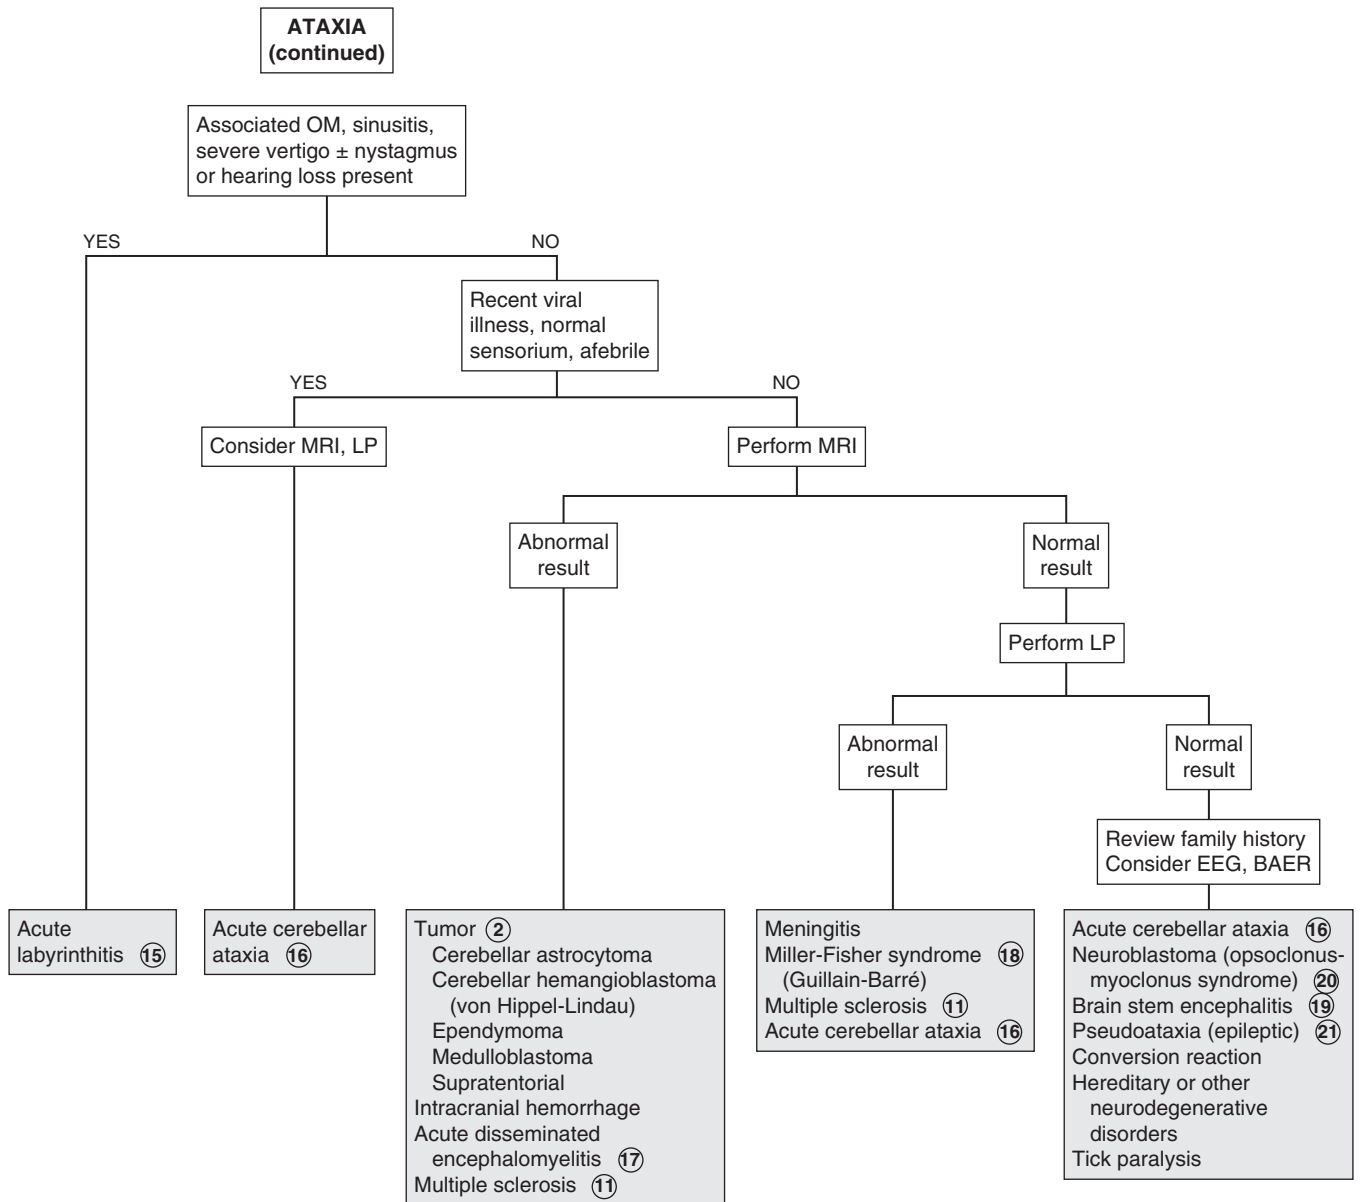 ATAXIA
(continued)
Associated OM, sinusitis,
severe vertigo ± nystagmus
or hearing loss present
YES
NO
Recent viral
illness, normal
sensorium, afebrile
YES
NO
Consider MRI, LP
Perform MRI
Abnormal
result
Normal
result
Perform LP
Abnormal
result
Normal
result
Review family history
Consider EEG, BAER
Acute
labyrinthitis 15
Acute cerebellar
ataxia 16
Tumor 2
Cerebellar astrocytoma
Cerebellar hemangioblastoma
(von Hippel-Lindau)
Ependymoma
Medulloblastoma
Supratentorial
Intracranial hemorrhage
Acute disseminated
encephalomyelitis 17
Multiple sclerosis 11
Meningitis
Miller-Fisher syndrome 18
(Guillain-Barré)
Multiple sclerosis 11
Acute cerebellar ataxia 16
Acute cerebellar ataxia 16
Neuroblastoma (opsoclonus-
myoclonus syndrome) 20
Brain stem encephalitis 19
Pseudoataxia (epileptic) 21
Conversion reaction
Hereditary or other
neurodegenerative
disorders
Tick paralysis